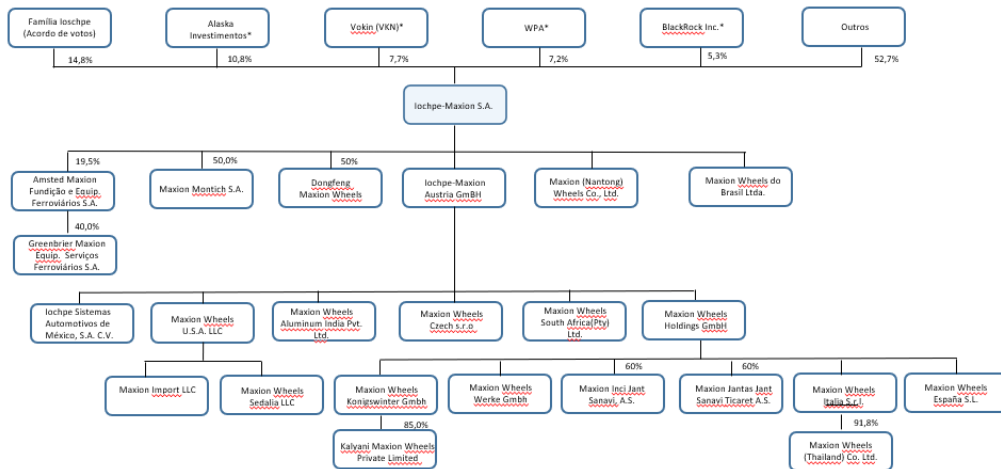 Família Ioschpe
(Acordo de votos)
Alaska
Investimentos*
Vokin (VKN)*
WPA*
BlackRock Inc.*
Outros
14,8%
10,8%
7,7%
7,2%
5,3%
52,7%
Iochpe-Maxion S.A.
19,5%
50,0%
50%
Amsted Maxion
Fundição e Equip.
Ferroviários S.A.
Maxion Montich S.A.
Dongfeng
Maxion Wheels
Iochpe-Maxion
Austria GmBH
Maxion (Nantong)
Wheels Co., Ltd.
Maxion Wheels do
Brasil Ltda.
40,0%
Greenbrier Maxion
Equip. Serviços
Ferroviários S.A.
Iochpe Sistemas
Automotivos de
México, S.A. C.V.
Maxion Wheels
U.S.A. LLC
Maxion Wheels
Aluminum India Pvt.
Ltd.
Maxion Wheels
Czech s.r.o
Maxion Wheels
South Africa(Pty)
Ltd.
Maxion Wheels
Holdings GmbH
60%
60%
Maxion Import LLC
Maxion Wheels
Sedalia LLC
Maxion Wheels
Konigswinter Gmbh
Maxion Wheels
Werke Gmbh
Maxion Inci Jant
Sanayi, A.S.
Maxion Jantas Jant
Sanayi Ticaret A.S.
Maxion Wheels
Italia S.r.l.
Maxion Wheels
España S.L.
85,0%
91,8%
Kalyani Maxion Wheels
Private Limited
Maxion Wheels
(Thailand) Co. Ltd.